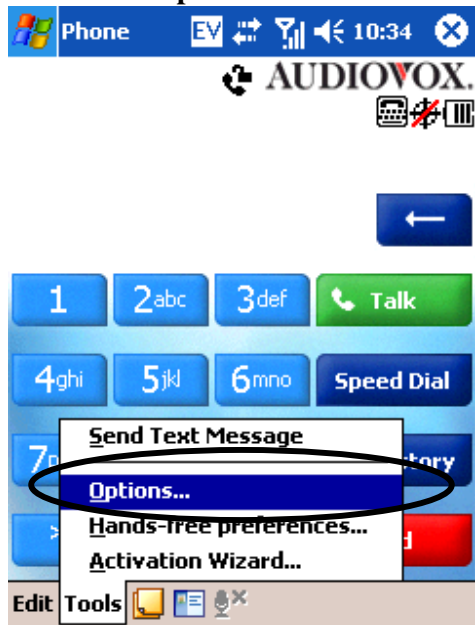 Phone EV 10:34
AUDIOVOX.
1 2abc 3def Talk
4ghi 5jkl 6mno Speed Dial
Send Text Message
7
Options...
Hands-free preferences...
Activation Wizard...
Edit Tools